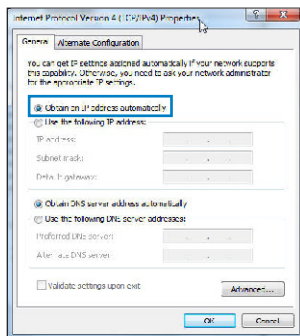 Internet Protocol Version 4 (TCP/IPv4) Properties
General
Alternate Configuration
You can get IP settings assigned automatically if your network supports
this capability. Otherwise, you need to ask your network administrator
for the appropriate IP settings.
Obtain an IP address automatically
Use the following IP address:
IP address:
Subnet mask:
Default gateway:
Obtain DNS server address automatically
Use the following DNS server addresses:
Preferred DNS server:
Alternate DNS server:
Validate settings upon exit
Advanced...
OK
Cancel